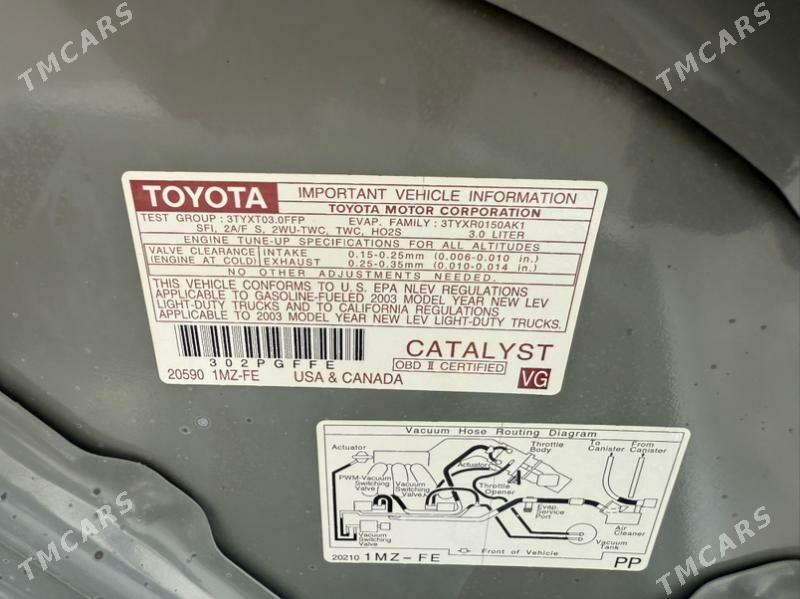 TMCARS
TMCARS
TOYOTA
IMPORTANT VEHICLE INFORMATION
TOYOTA MOTOR CORPORATION
TEST GROUP : 3TYXT03.0FFP EVAP. FAMILY : 3TYXR0150AK1
SFI, 2A/F S, 2WU-TWC, TWC, HO2S 3.0 LITER
ENGINE TUNE-UP SPECIFICATIONS FOR ALL ALTITUDES
VALVE CLEARANCE INTAKE 0.15-0.25mm (0.006-0.010 in.)
(ENGINE AT COLD) EXHAUST 0.25-0.35mm (0.010-0.014 in.)
NO OTHER ADJUSTMENTS NEEDED.
THIS VEHICLE CONFORMS TO U.S. EPA NLEV REGULATIONS
APPLICABLE TO GASOLINE-FUELED 2003 MODEL YEAR NEW LEV
LIGHT-DUTY TRUCKS AND TO CALIFORNIA REGULATIONS
APPLICABLE TO 2003 MODEL YEAR NEW LEV LIGHT-DUTY TRUCKS.
302PGFFE
CATALYST
OBD II CERTIFIED
20590 1MZ-FE USA & CANADA
VG
Vacuum Hose Routing Diagram
Actuator
PWM-Vacuum
Switching
Valve
Vacuum
Switching
Valve
Actuator
Throttle
Body
To
Canister
From
Canister
Throttle
Opener
Evap.
Service
Port
Air
Cleaner
Vacuum
Tank
Vacuum
Switching
Valve
20210 1MZ-FE
Front of Vehicle
PP
TMCARS
TMCARS